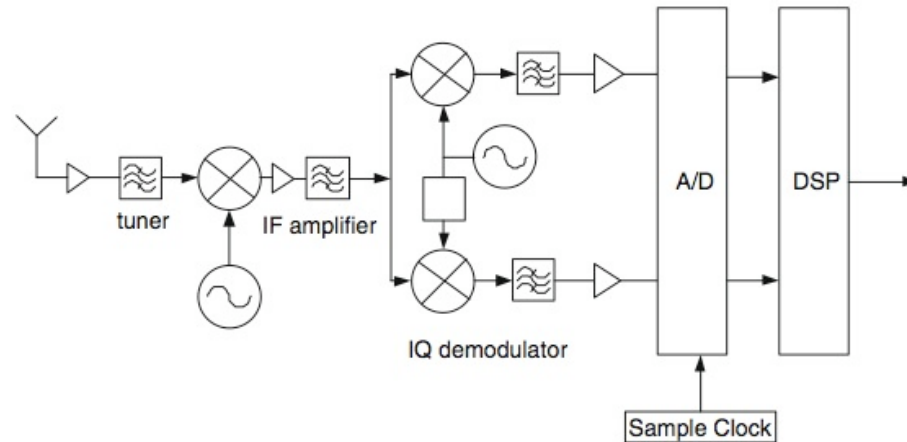 A/D
DSP
tuner
IF amplifier
IQ demodulator
Sample Clock